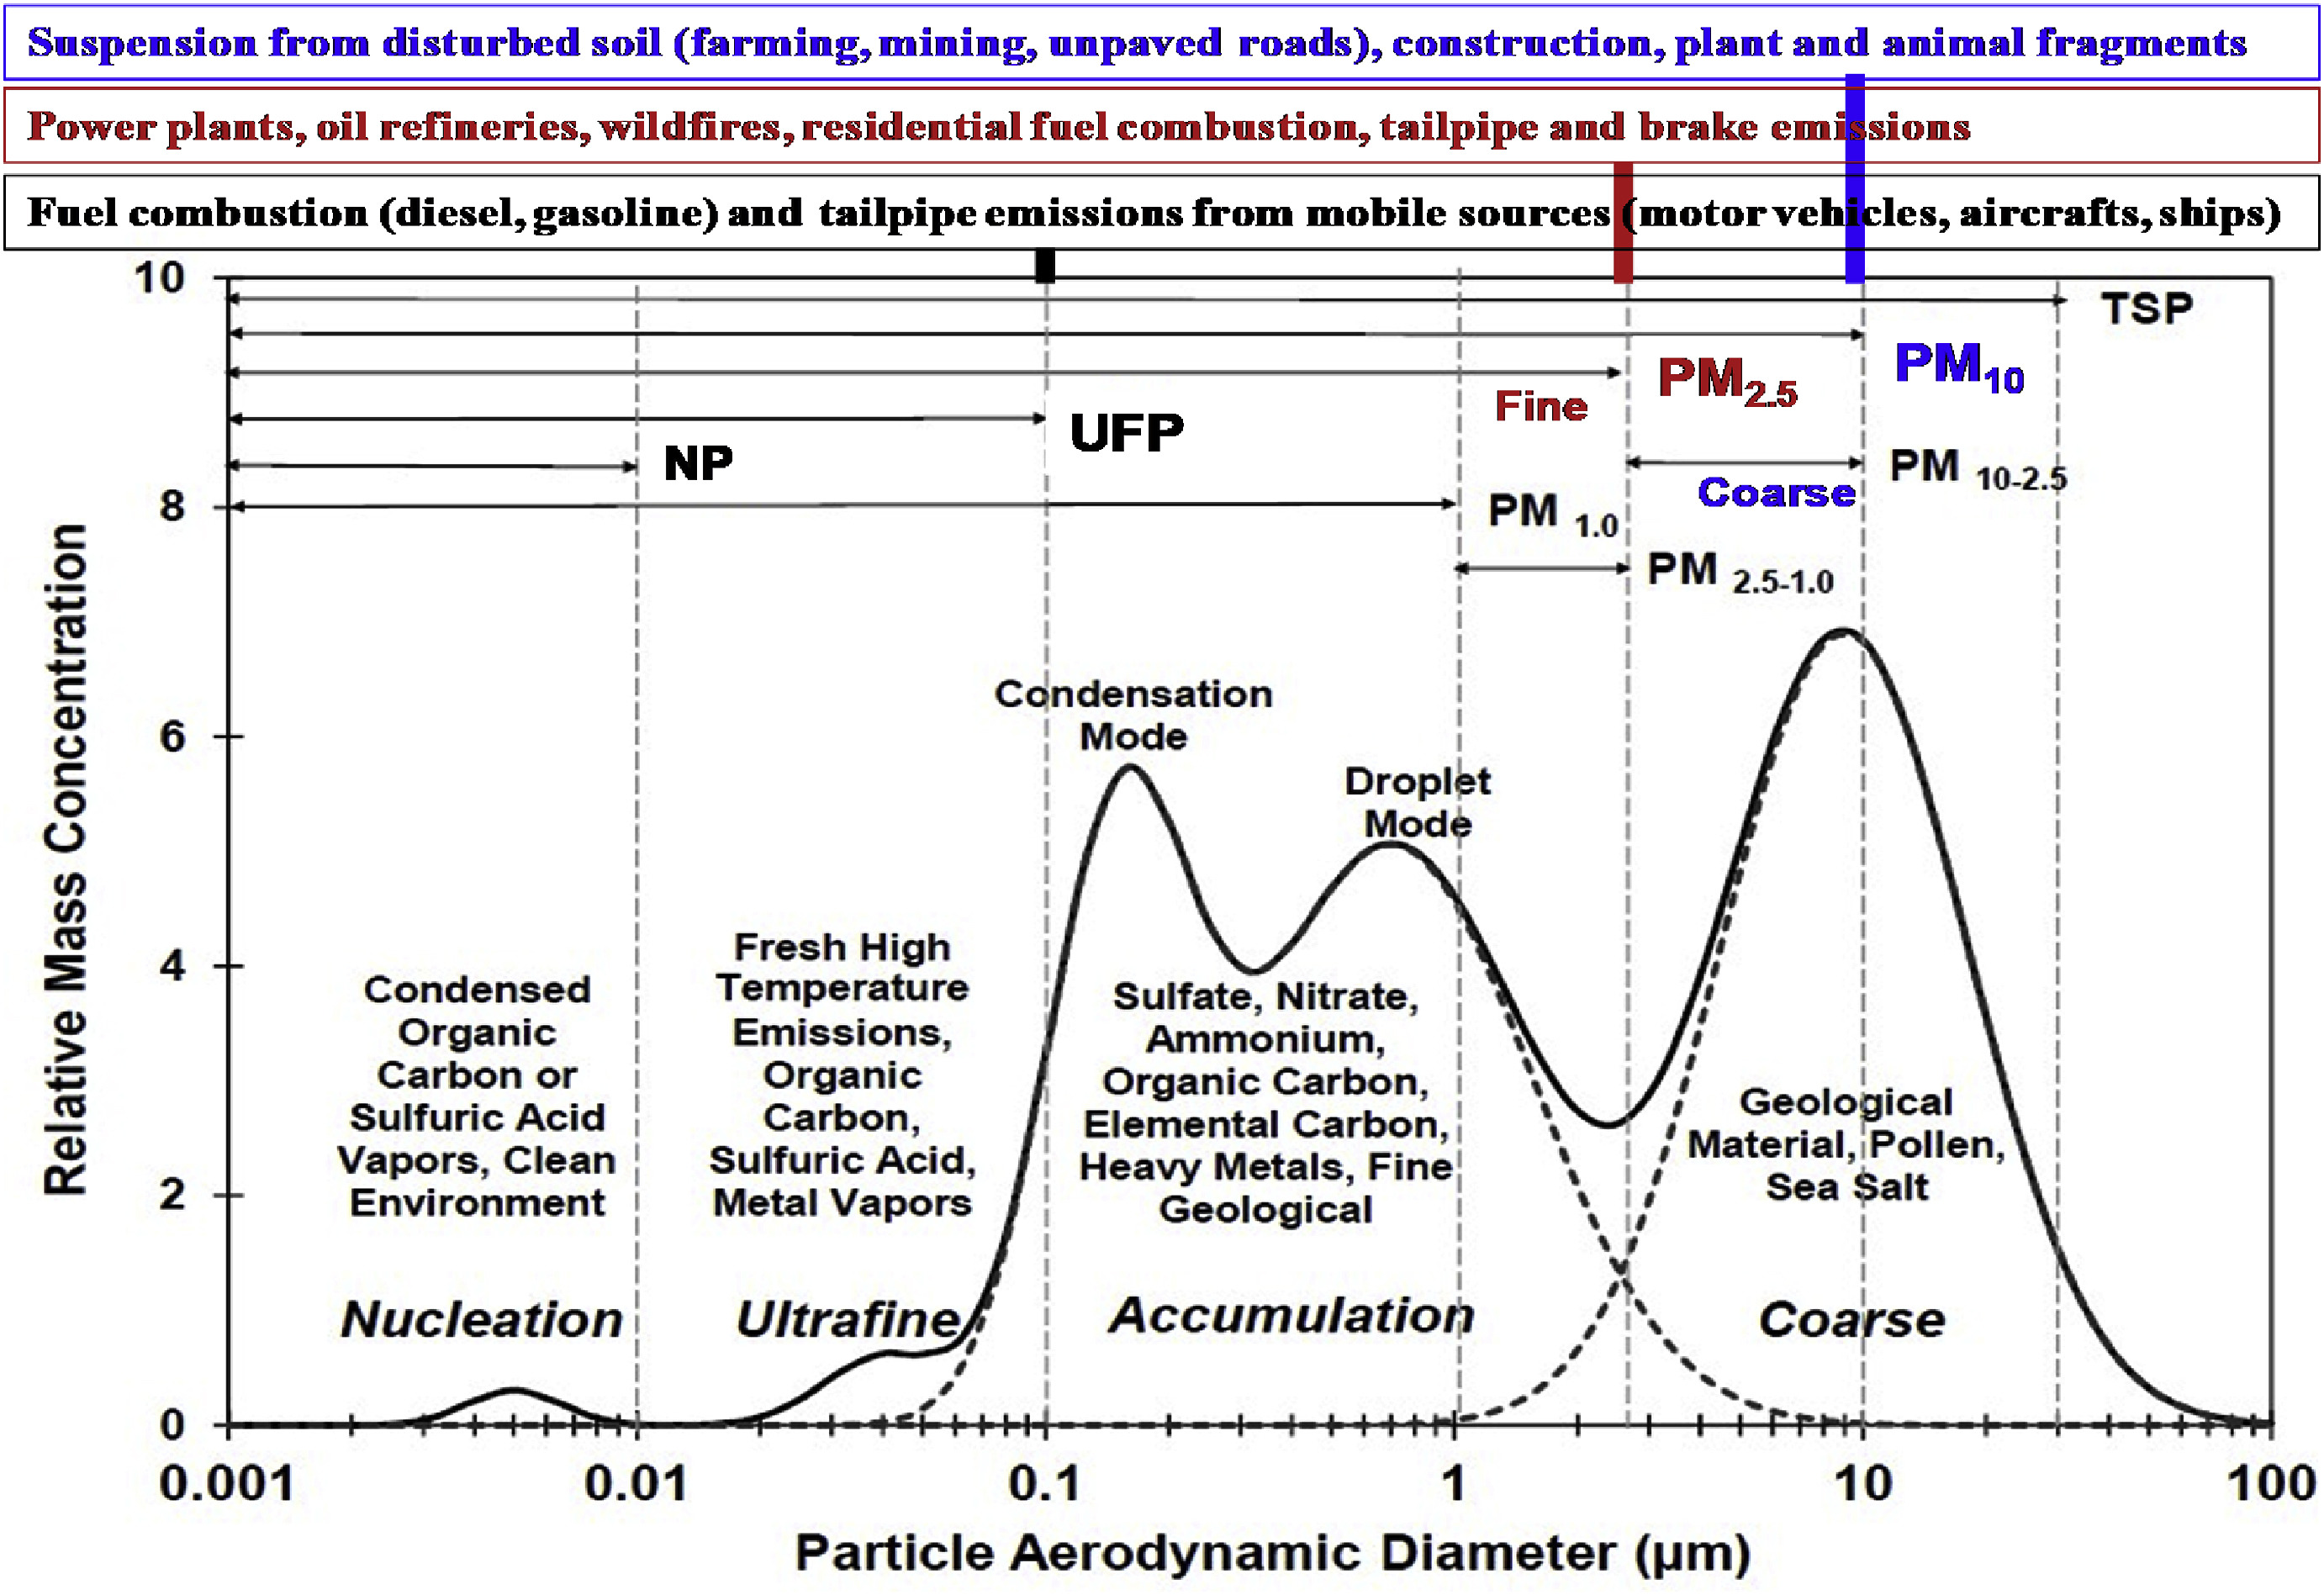 Suspension from disturbed soil (farming, mining, unpaved roads), construction, plant and animal fragments
Power plants, oil refineries, wildfires, residential fuel combustion, tailpipe and brake emissions
Fuel combustion (diesel, gasoline) and tailpipe emissions from mobile sources (motor vehicles, aircrafts, ships)
10
TSP
PM10
PM2.5
Fine
UFP
NP
PM 10-2.5
Coarse
8
PM 1.0
PM 2.5-1.0
Relative Mass Concentration
6
4
2
0
Condensation
Mode
Droplet
Mode
Condensed
Organic
Carbon or
Sulfuric Acid
Vapors, Clean
Environment
Fresh High
Temperature
Emissions,
Organic
Carbon,
Sulfuric Acid,
Metal Vapors
Sulfate, Nitrate,
Ammonium,
Organic Carbon,
Elemental Carbon,
Heavy Metals, Fine
Geological
Geological
Material, Pollen,
Sea Salt
Nucleation
Ultrafine
Accumulation
Coarse
0.001
0.01
0.1
1
10
100
Particle Aerodynamic Diameter (µm)